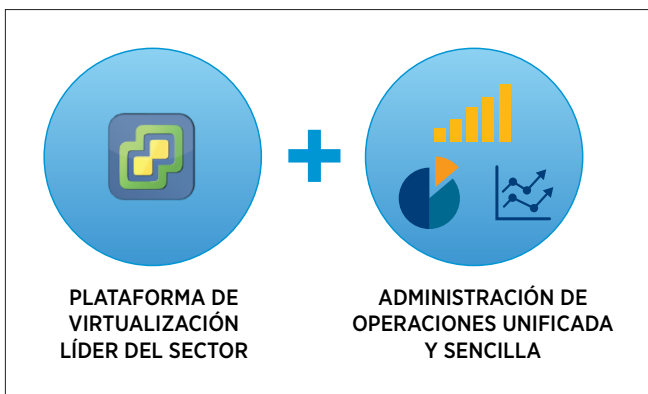 PLATAFORMA DE
VIRTUALIZACIÓN
LÍDER DEL SECTOR
ADMINISTRACIÓN DE
OPERACIONES UNIFICADA
Y SENCILLA